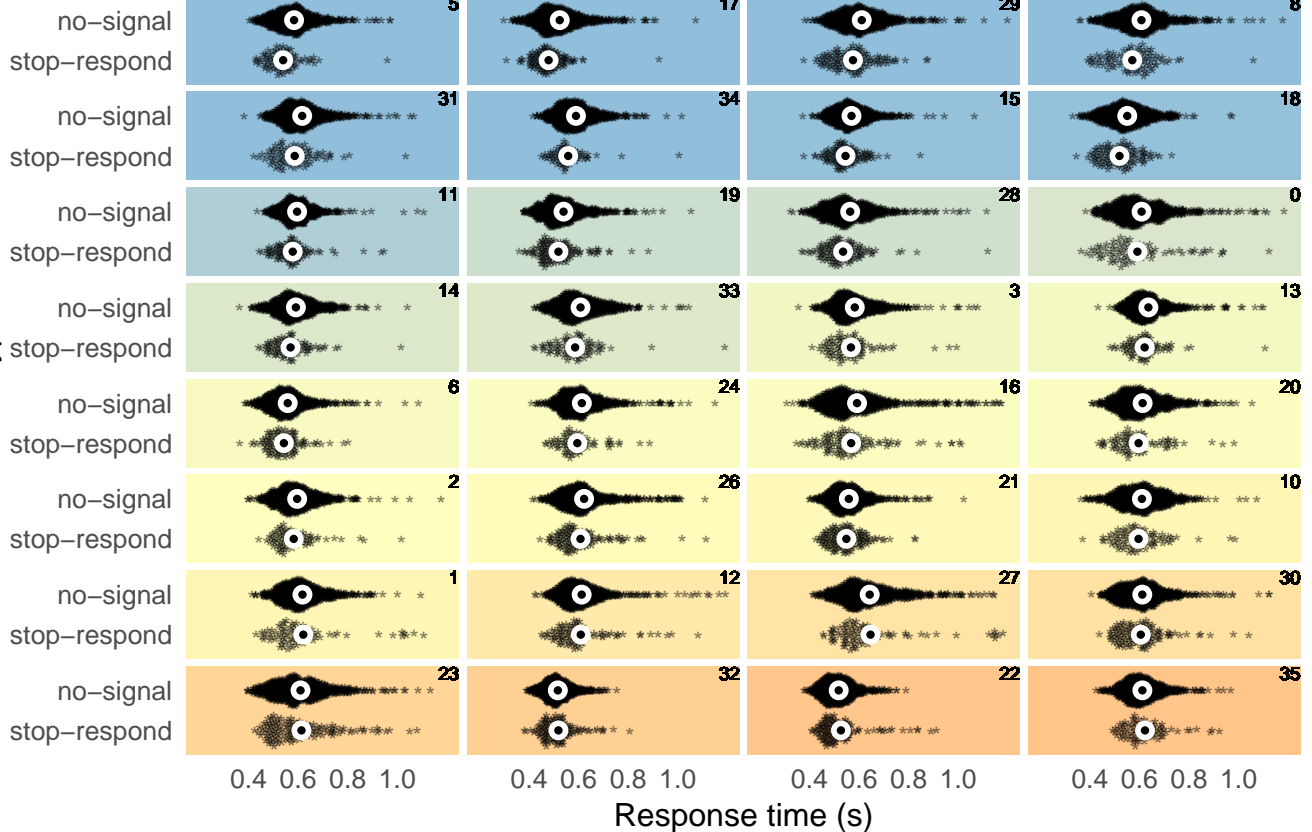 5 17 29 8
no−signal
stop−respond
31 34 15 18
no−signal
stop−respond
11 19 28 0
no−signal
stop−respond
14 33 3 13
no−signal
stop−respond
6 24 16 20
no−signal
stop−respond
2 26 21 10
no−signal
stop−respond
1 12 27 30
no−signal
stop−respond
23 32 22 35
no−signal
stop−respond
0.4 0.6 0.8 1.0 0.4 0.6 0.8 1.0 0.4 0.6 0.8 1.0 0.4 0.6 0.8 1.0
Response time (s)